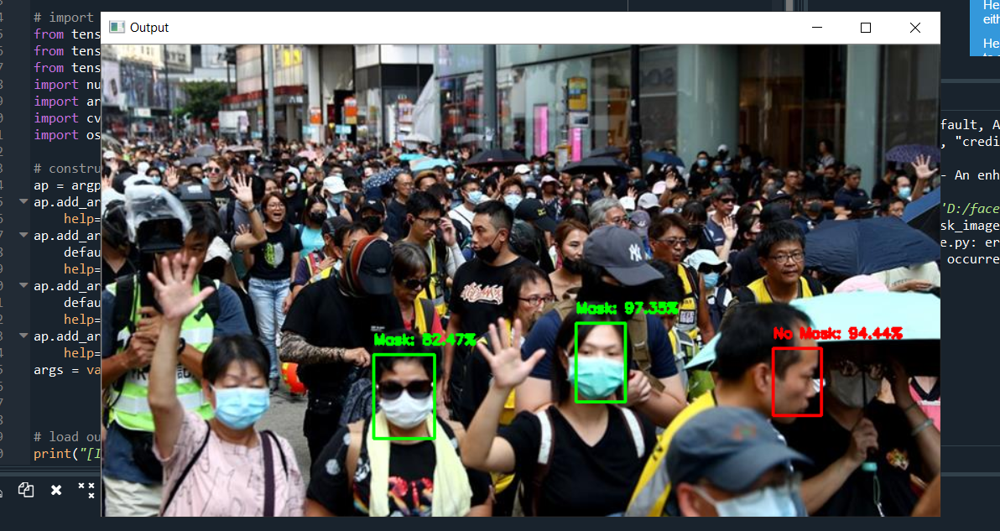 Output
# import
from tens
from tens
from tens
import nu
import ar
import cv
import os
# constru
ap = argp
ap.add_ar
help=
ap.add_ar
defau
help=
ap.add_ar
defau
help=
ap.add_ar
help=
args = va
# load ou
print("[I
Mask: 97.35%
Mask: 82.47%
No Mask: 94.44%
NY
He
eith
He
fault, A
, "credi
- An enh
'D:/face
sk_image
e.py: er
occurre